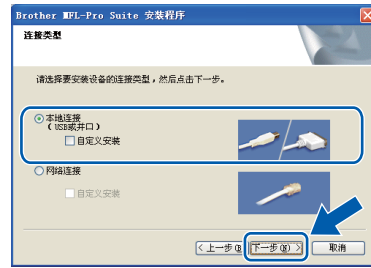 Brother MFL-Pro Suite 安装程序
连接类型
请选择要安装设备的连接类型，然后点击下一步。
本地连接
（USB或并口）
自定义安装
网络连接
自定义安装
<上一步(B) 下一步(N) > 取消